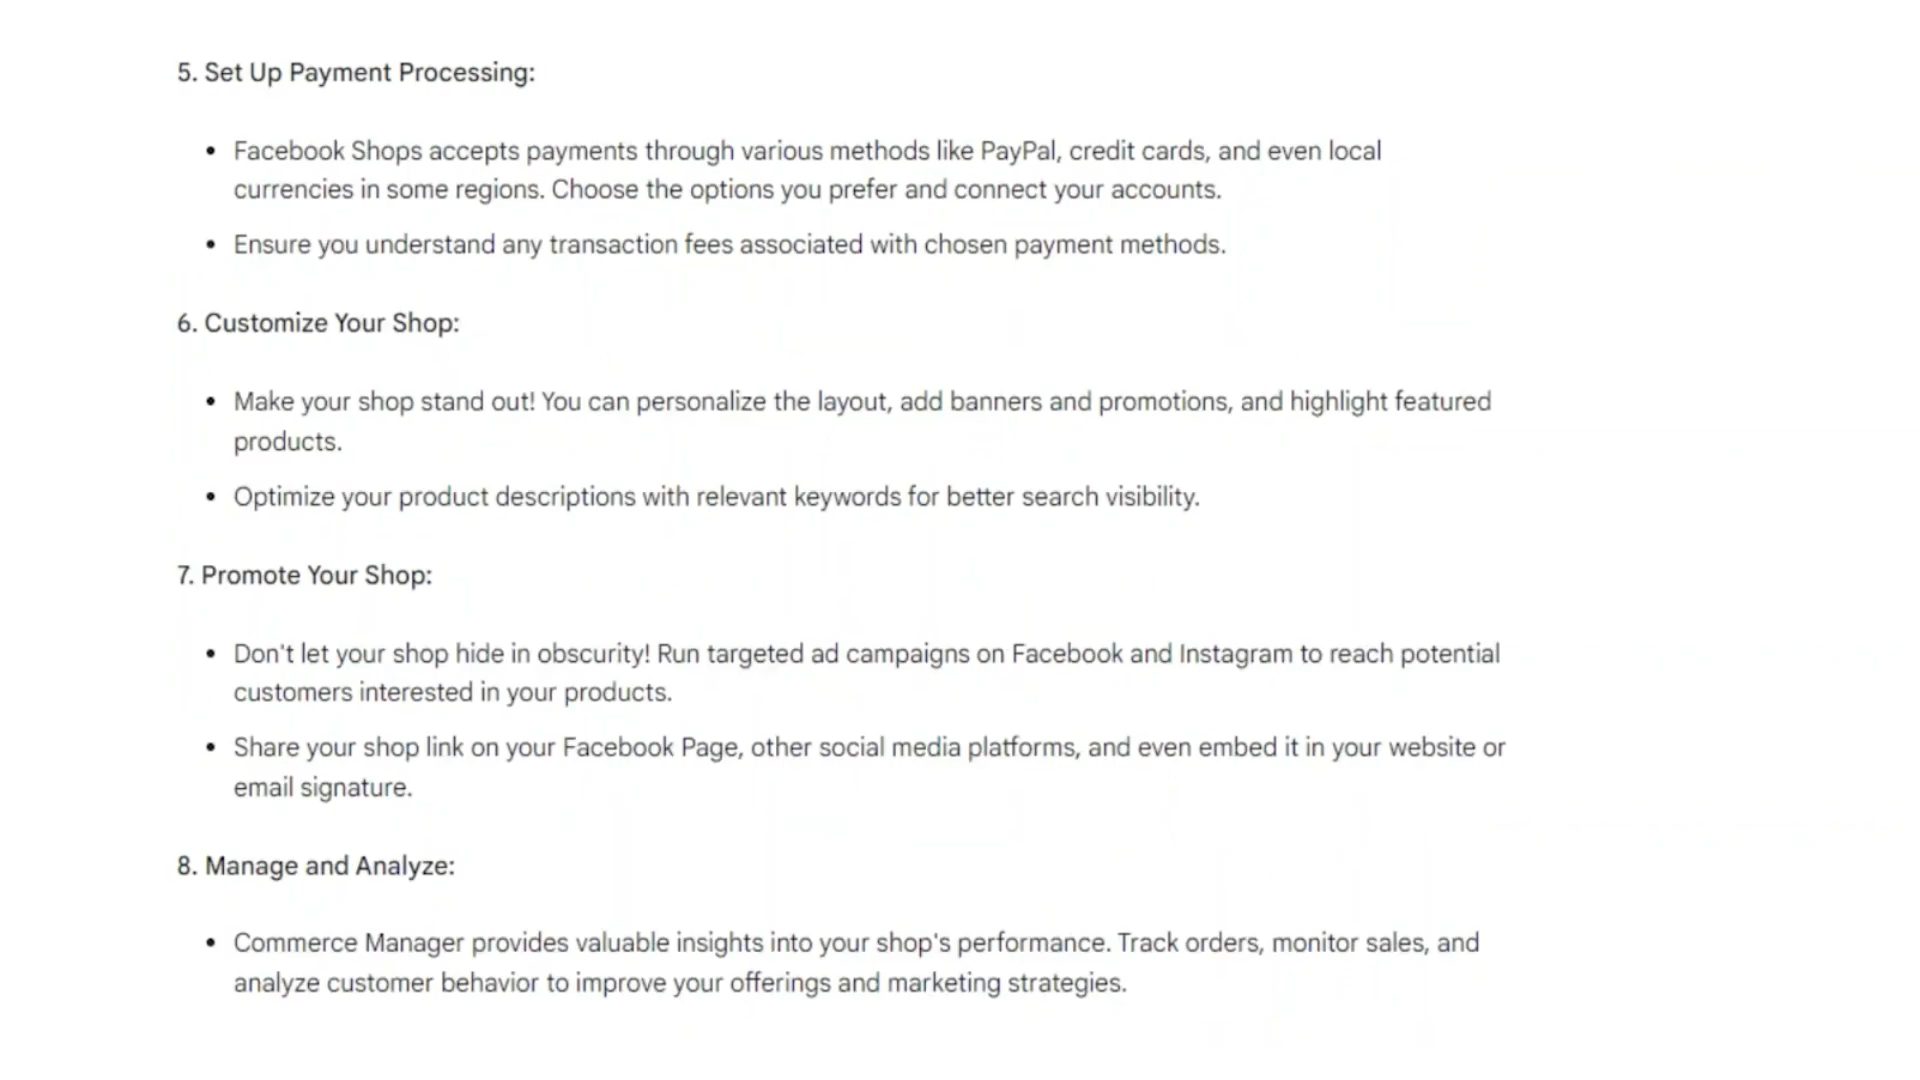 5. Set Up Payment Processing:
• Facebook Shops accepts payments through various methods like PayPal, credit cards, and even local
currencies in some regions. Choose the options you prefer and connect your accounts.
• Ensure you understand any transaction fees associated with chosen payment methods.
6. Customize Your Shop:
• Make your shop stand out! You can personalize the layout, add banners and promotions, and highlight featured
products.
• Optimize your product descriptions with relevant keywords for better search visibility.
7. Promote Your Shop:
• Don't let your shop hide in obscurity! Run targeted ad campaigns on Facebook and Instagram to reach potential
customers interested in your products.
• Share your shop link on your Facebook Page, other social media platforms, and even embed it in your website or
email signature.
8. Manage and Analyze:
• Commerce Manager provides valuable insights into your shop's performance. Track orders, monitor sales, and
analyze customer behavior to improve your offerings and marketing strategies.